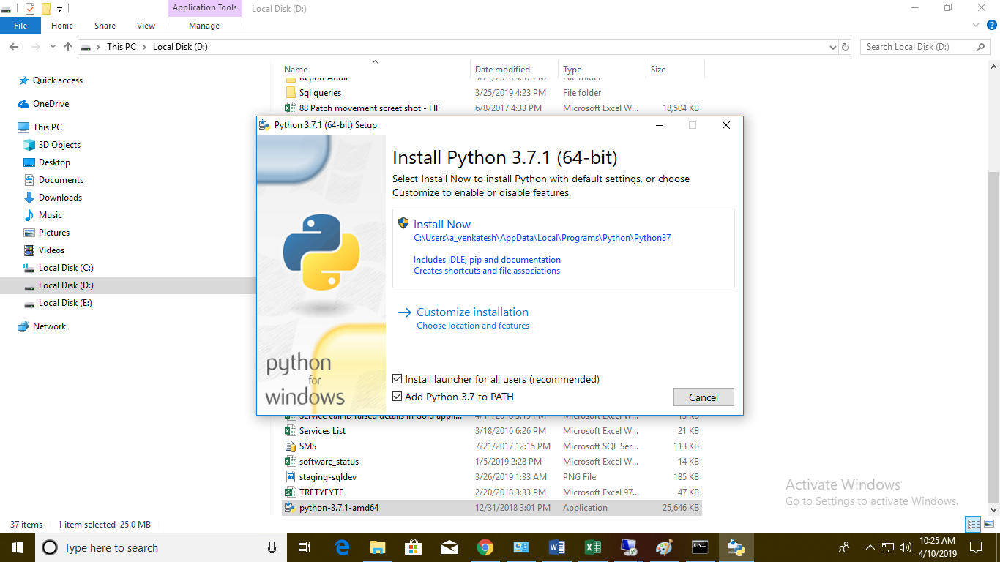 Application Tools
Local Disk (D:)
File
Home
Share
View
Manage
This PC
Local Disk (D:)
Search Local Disk (D:)
Name
Date modified
Type
Size
Quick access
OneDrive
This PC
3D Objects
Desktop
Documents
Downloads
Music
Pictures
Videos
Local Disk (C:)
Local Disk (D:)
Local Disk (E:)
Network
Report Audit
File folder
Sql queries 3/25/2019 4:23 PM File folder
88 Patch movement screet shot - HF 6/8/2017 4:33 PM Microsoft Excel W... 18,504 KB
Python 3.7.1 (64-bit) Setup
Install Python 3.7.1 (64-bit)
Select Install Now to install Python with default settings, or choose
Customize to enable or disable features.
Install Now
C:\Users\a_venkatesh\AppData\Local\Programs\Python\Python37
Includes IDLE, pip and documentation
Creates shortcuts and file associations
Customize installation
Choose location and features
python
for
windows
Install launcher for all users (recommended)
Add Python 3.7 to PATH
Cancel
Service call ID raised details in Gold appli... Microsoft Excel W...
Services List 3/18/2016 6:26 PM Microsoft Excel W... 21 KB
SMS 7/21/2017 12:15 PM Microsoft SQL Ser... 113 KB
software_status 1/5/2019 2:28 PM Microsoft Excel W... 14 KB
staging-sqldev 3/26/2019 1:33 AM PNG File 185 KB
TRETYEYTE 2/20/2018 3:33 PM Microsoft Excel 97... 47 KB
python-3.7.1-amd64 12/31/2018 3:01 PM Application 25,646 KB
Activate Windows
Go to Settings to activate Windows.
37 items
1 item selected 25.0 MB
Type here to search
10:25 AM
4/10/2019